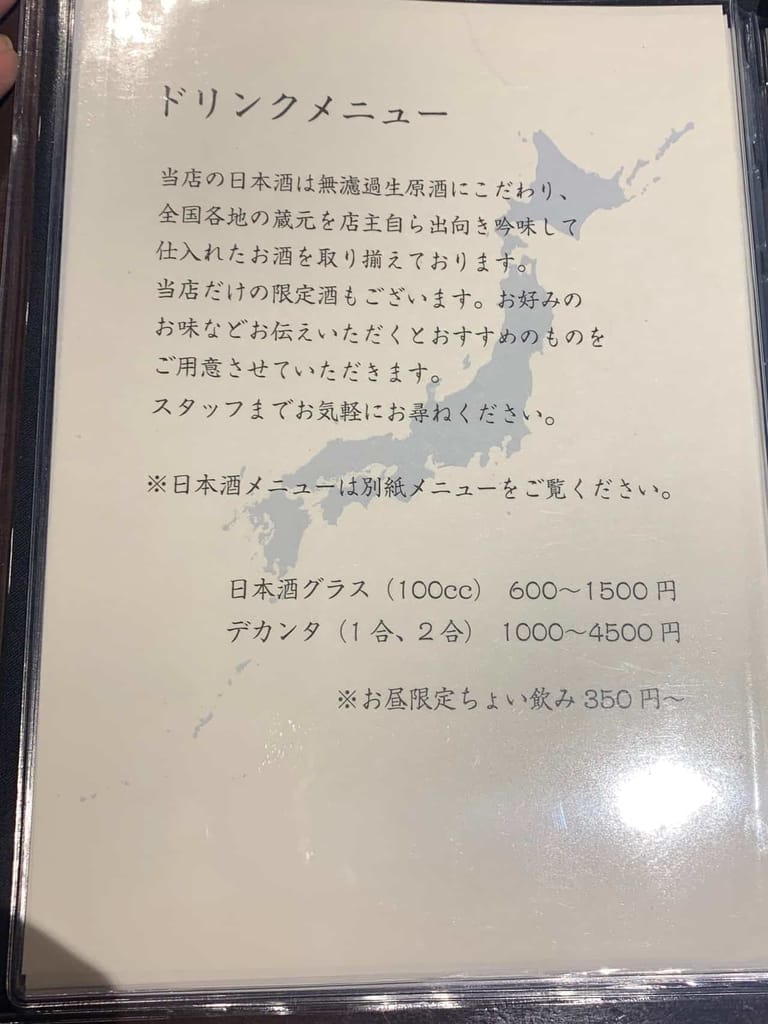 ドリンクメニュー
当店の日本酒は無濾過生原酒にこだわり、
全国各地の蔵元を店主自ら出向き吟味して
仕入れたお酒を取り揃えております。
当店だけの限定酒もございます。お好みの
お味などお伝えいただくとおすすめのものを
ご用意させていただきます。
スタッフまでお気軽にお尋ねください。
※日本酒メニューは別紙メニューをご覧ください。
日本酒グラス（100cc） 600～1500円
デカンタ（1合、2合） 1000～4500円
※お昼限定ちょい飲み 350円～